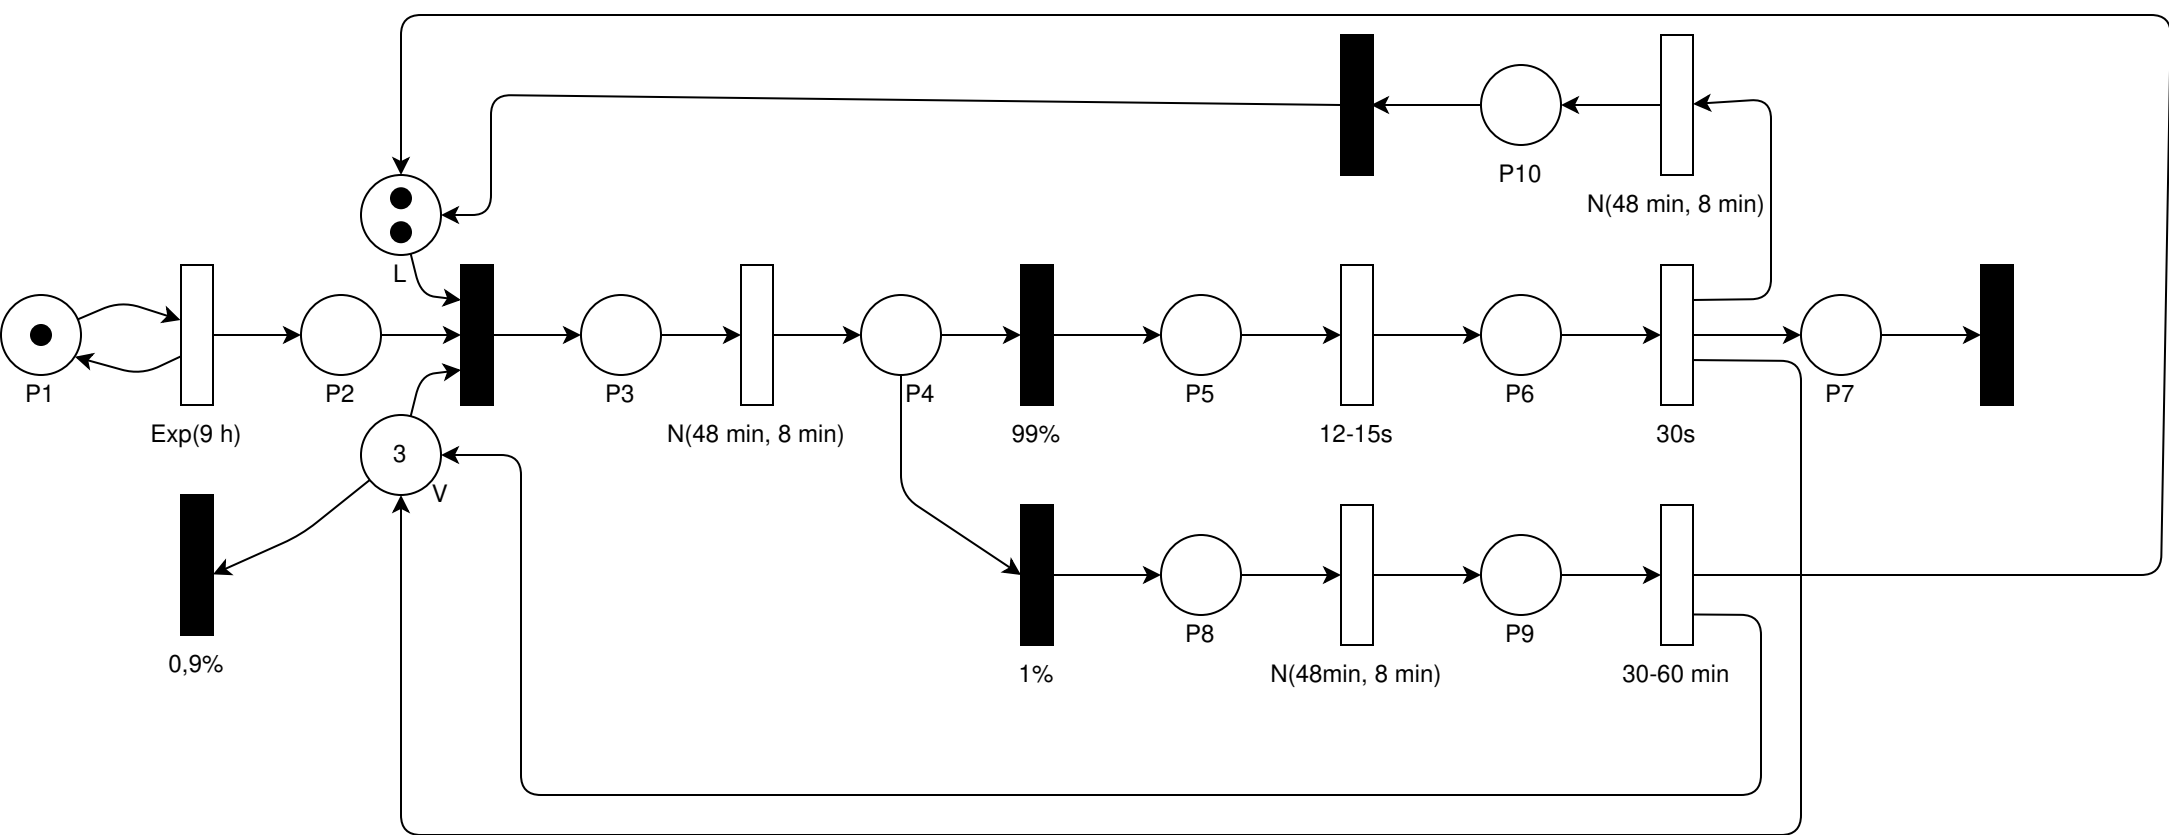 P10
N(48 min, 8 min)
L
P1
P2
P3
P4
P5
P6
P7
Exp(9 h)
N(48 min, 8 min)
99%
12-15s
30s
3
V
0,9%
P8
P9
1%
N(48min, 8 min)
30-60 min